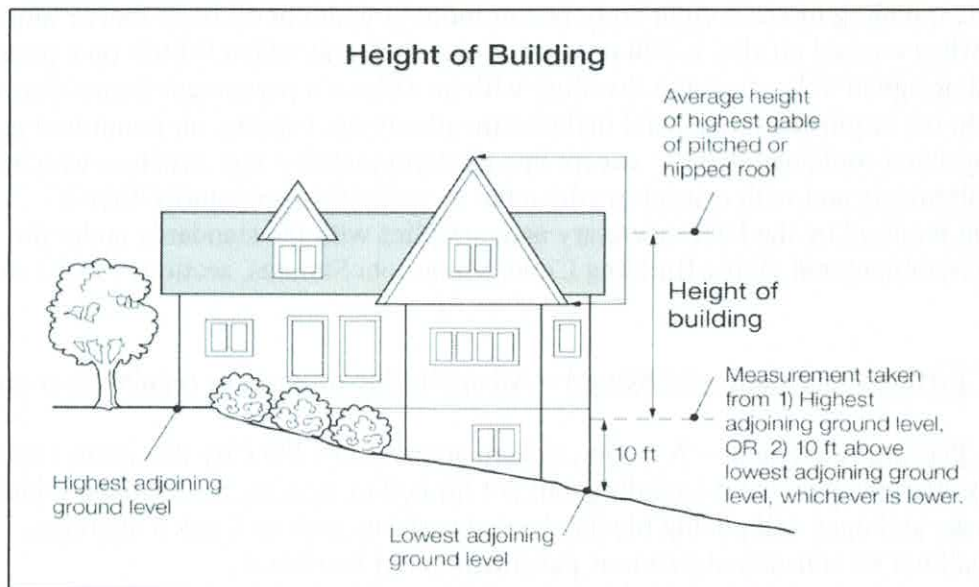 Height of Building
Average height
of highest gable
of pitched or
hipped roof
Height of
building
Measurement taken
from 1) Highest
adjoining ground level,
OR 2) 10 ft above
lowest adjoining ground
level, whichever is lower.
10 ft
Highest adjoining
ground level
Lowest adjoining
ground level